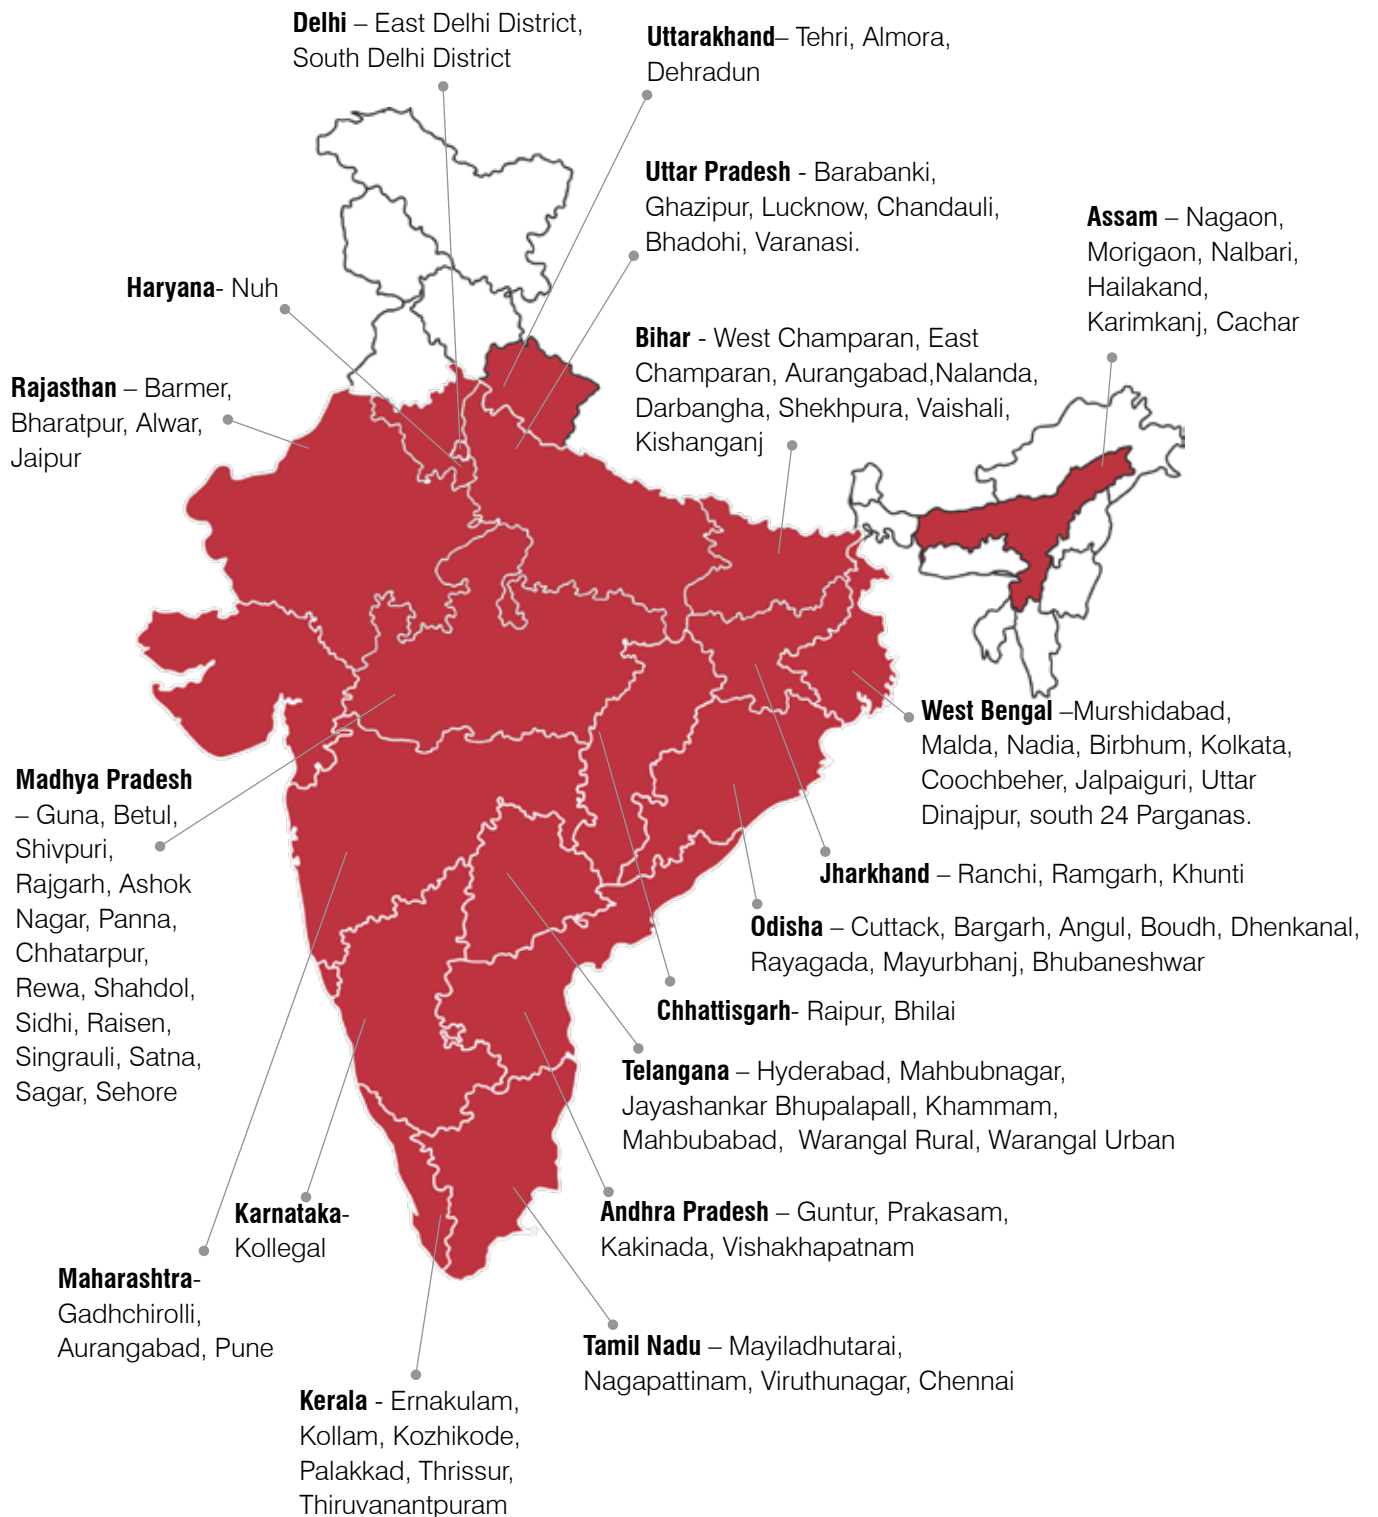 Delhi – East Delhi District,
South Delhi District
Uttarakhand– Tehri, Almora,
Dehradun
Uttar Pradesh - Barabanki,
Ghazipur, Lucknow, Chandauli,
Bhadohi, Varanasi.
Assam – Nagaon,
Morigaon, Nalbari,
Hailakand,
Karimkanj, Cachar
Haryana- Nuh
Bihar - West Champaran, East
Champaran, Aurangabad,Nalanda,
Darbangha, Shekhpura, Vaishali,
Kishanganj
Rajasthan – Barmer,
Bharatpur, Alwar,
Jaipur
West Bengal –Murshidabad,
Malda, Nadia, Birbhum, Kolkata,
Coochbeher, Jalpaiguri, Uttar
Dinajpur, south 24 Parganas.
Madhya Pradesh
– Guna, Betul,
Shivpuri,
Rajgarh, Ashok
Nagar, Panna,
Chhatarpur,
Rewa, Shahdol,
Sidhi, Raisen,
Singrauli, Satna,
Sagar, Sehore
Jharkhand – Ranchi, Ramgarh, Khunti
Odisha – Cuttack, Bargarh, Angul, Boudh, Dhenkanal,
Rayagada, Mayurbhanj, Bhubaneshwar
Chhattisgarh- Raipur, Bhilai
Telangana – Hyderabad, Mahbubnagar,
Jayashankar Bhupalapall, Khammam,
Mahbubabad,  Warangal Rural, Warangal Urban
Karnataka-
Kollegal
Andhra Pradesh – Guntur, Prakasam,
Kakinada, Vishakhapatnam
Maharashtra-
Gadhchirolli,
Aurangabad, Pune
Tamil Nadu – Mayiladhutarai,
Nagapattinam, Viruthunagar, Chennai
Kerala - Ernakulam,
Kollam, Kozhikode,
Palakkad, Thrissur,
Thiruvanantpuram